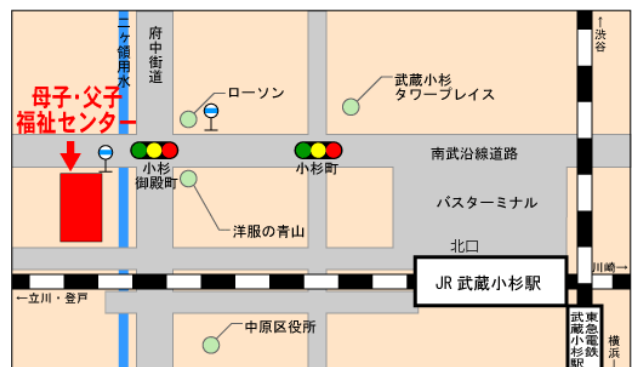 二ケ領用水
府中街道
←渋谷
母子・父子
福祉センター
ローソン
武蔵小杉
タワープレイス
小杉
御殿町
小杉町
南武沿線道路
バスターミナル
洋服の青山
北口
JR 武蔵小杉駅
川崎→
←立川・登戸
中原区役所
東急電鉄
武蔵小杉駅
横浜→